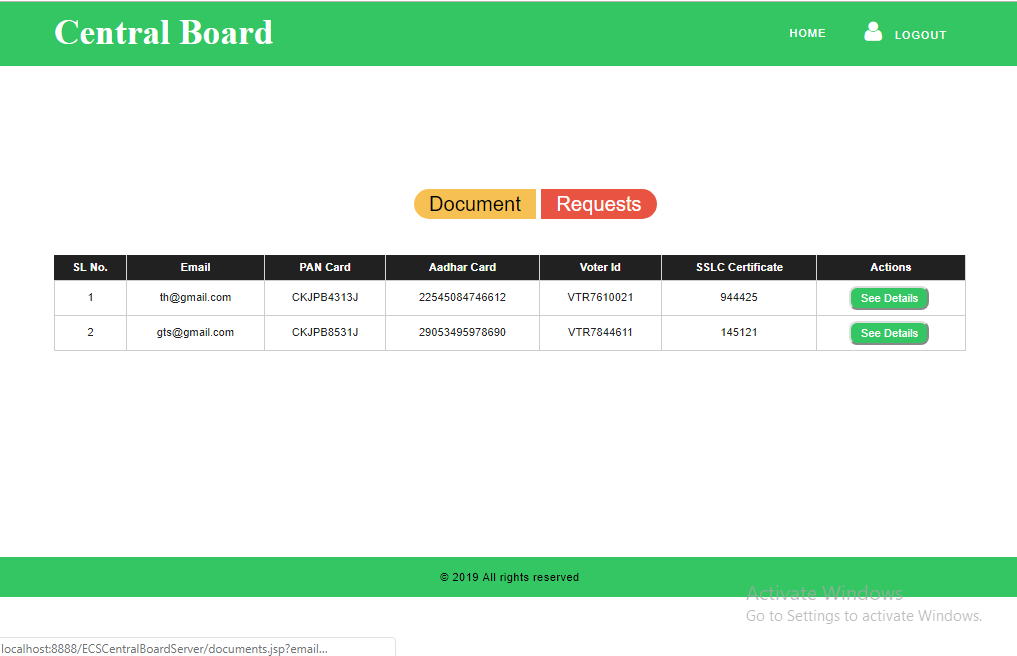 Central Board HOME LOGOUT
Document Requests
SL No. Email PAN Card Aadhar Card Voter Id SSLC Certificate Actions
1 th@gmail.com CKJPB4313J 22545084746612 VTR7610021 944425 See Details
2 gts@gmail.com CKJPB8531J 29053495978690 VTR7844611 145121 See Details
© 2019 All rights reserved
Activate Windows
Go to Settings to activate Windows.
localhost:8888/ECSCentralBoardServer/documents.jsp?email...